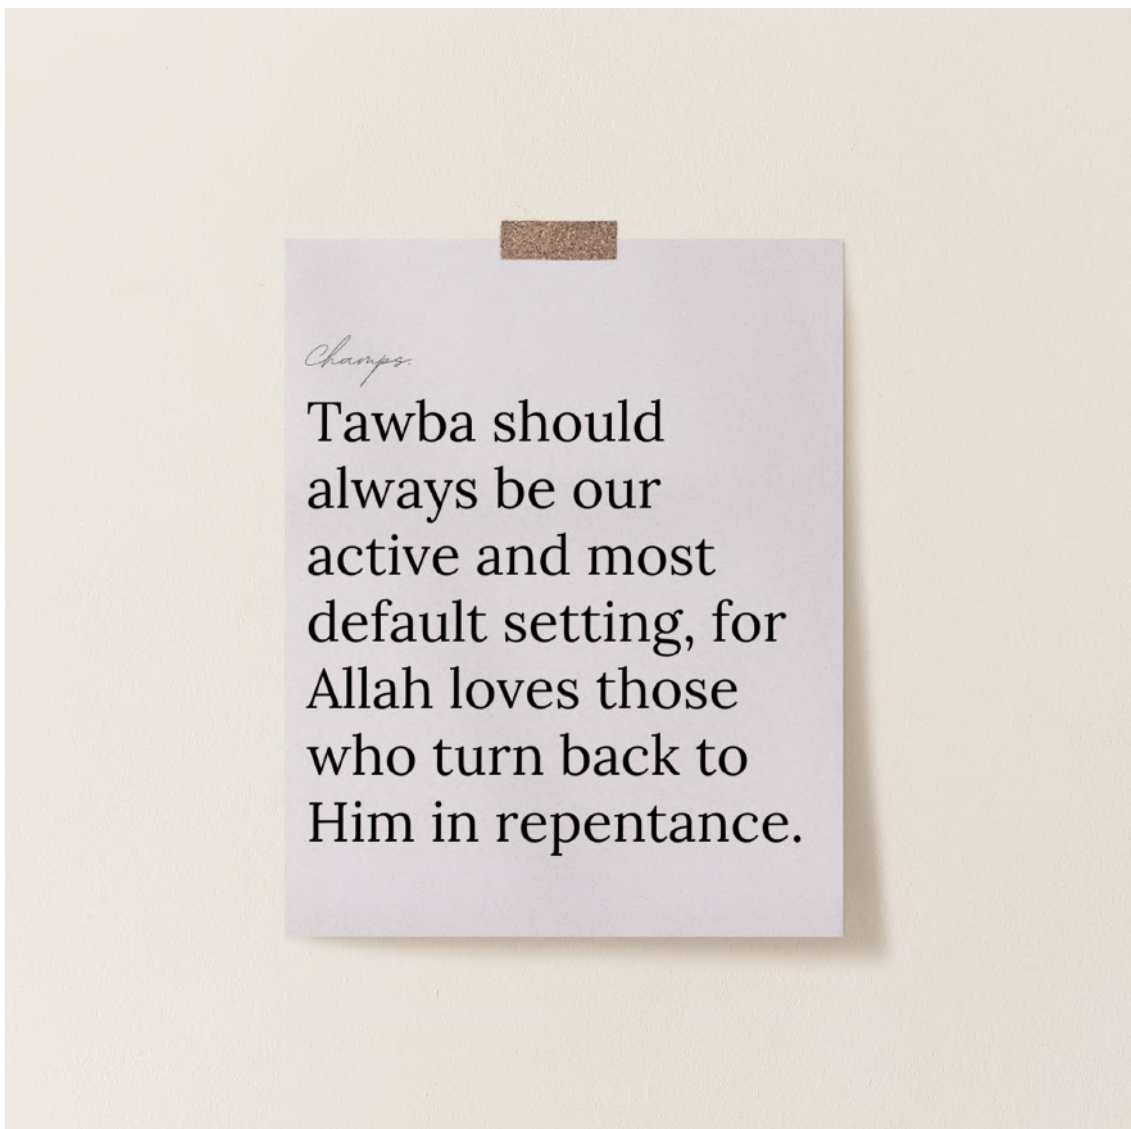 Champs.
Tawba should
always be our
active and most
default setting, for
Allah loves those
who turn back to
Him in repentance.